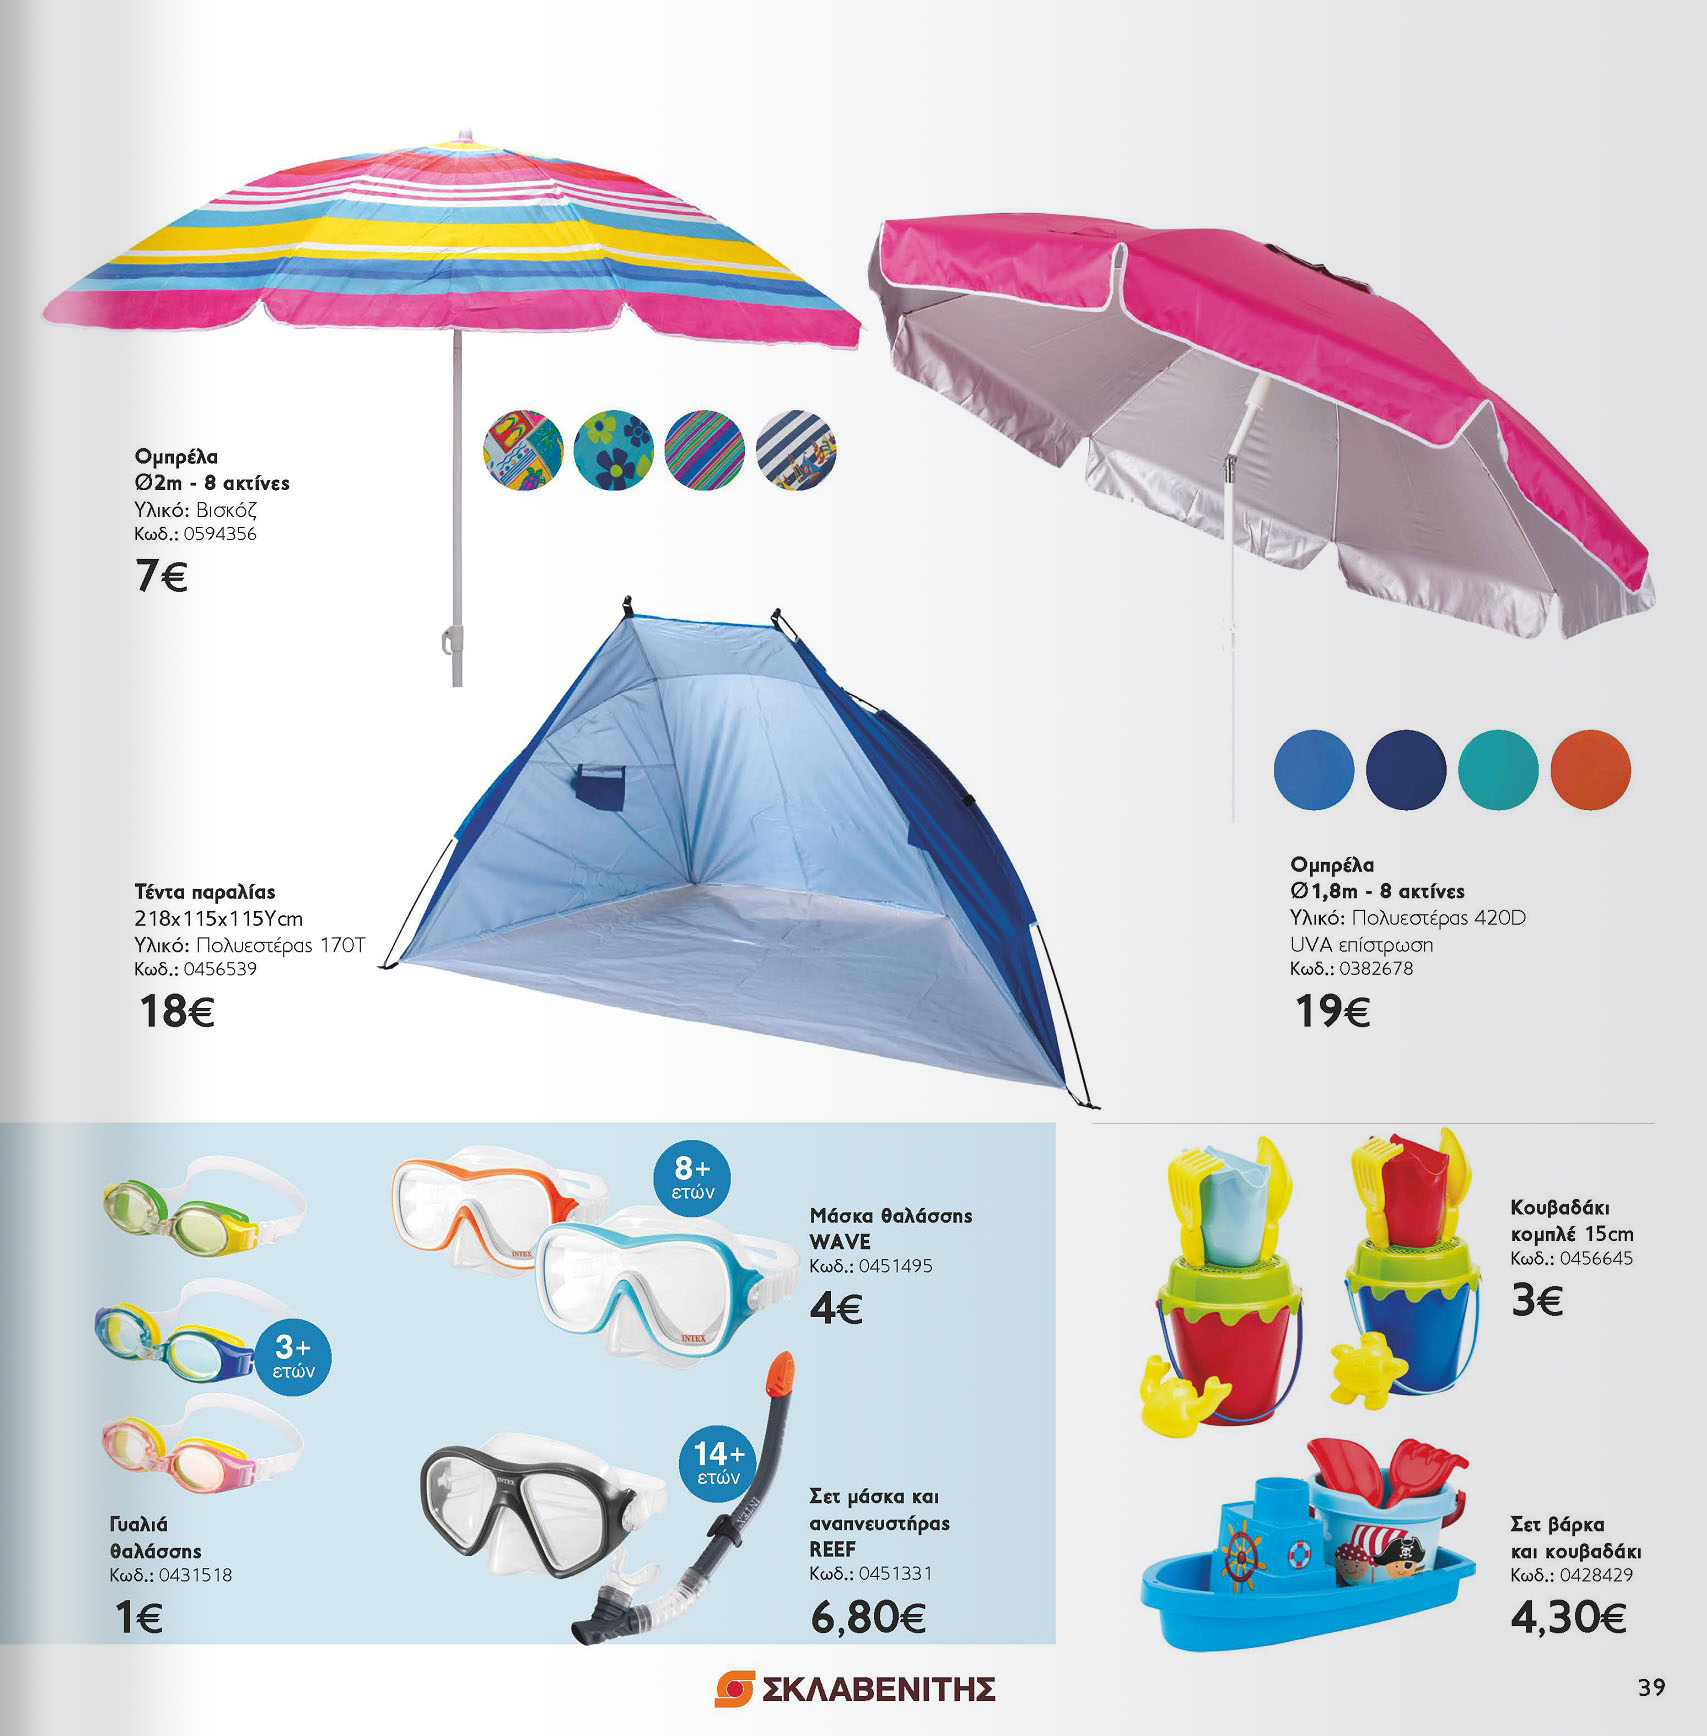 Ομπρέλα
Ø2m - 8 ακτίνες
Υλικό: Βισκόζ
Κωδ.: 0594356
7€
Τέντα παραλίας
218x115x115Υcm
Υλικό: Πολυεστέρας 170T
Κωδ.: 0456539
18€
Ομπρέλα
Ø1,8m - 8 ακτίνες
Υλικό: Πολυεστέρας 420D
UVA επίστρωση
Κωδ.: 0382678
19€
3+
ετών
Γυαλιά
θαλάσσης
Κωδ.: 0431518
1€
8+
ετών
INTEX
INTEX
Μάσκα θαλάσσης
WAVE
Κωδ.: 0451495
4€
14+
ετών
INTEX
INTEX
Σετ μάσκα και
αναπνευστήρας
REEF
Κωδ.: 0451331
6,80€
Κουβαδάκι
κομπλέ 15cm
Κωδ.: 0456645
3€
Σετ βάρκα
και κουβαδάκι
Κωδ.: 0428429
4,30€
ΣΚΛΑΒΕΝΙΤΗΣ
39